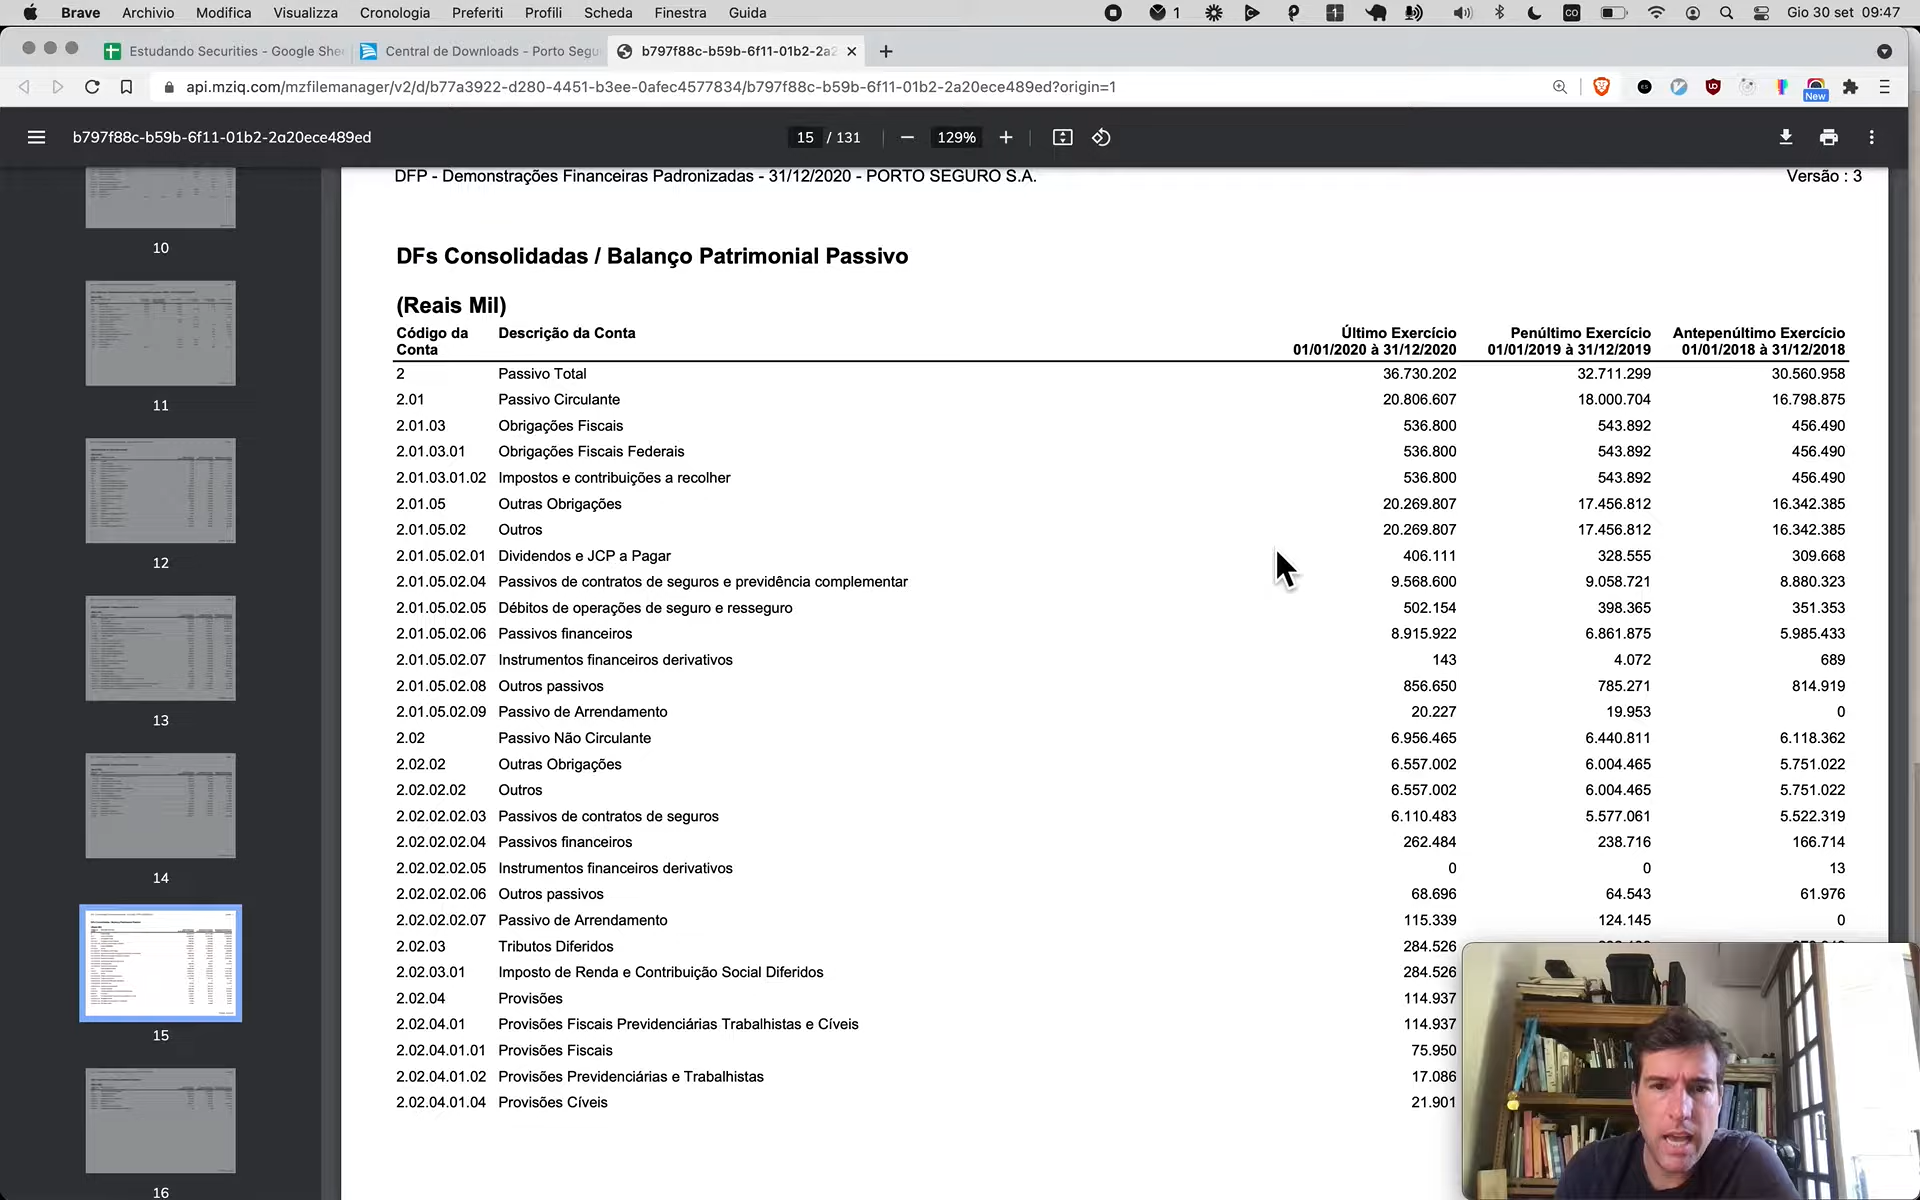 Brave Archivio Modifica Visualizza Cronologia Preferiti Profili Scheda Finestra Guida 1 Gio 30 set 09:47
Estudando Securities - Google She Central de Downloads - Porto Segu b797f88c-b59b-6f11-01b2-2a2
api.mziq.com/mzfilemanager/v2/d/b77a3922-d280-4451-b3ee-0afec4577834/b797f88c-b59b-6f11-01b2-2a20ece489ed?origin=1
New
b797f88c-b59b-6f11-01b2-2a20ece489ed 15 / 131 129%
10
11
12
13
14
15
16
DFP - Demonstrações Financeiras Padronizadas - 31/12/2020 - PORTO SEGURO S.A. Versão : 3
DFs Consolidadas / Balanço Patrimonial Passivo
(Reais Mil)
Código da Conta Descrição da Conta Último Exercício 01/01/2020 à 31/12/2020 Penúltimo Exercício 01/01/2019 à 31/12/2019 Antepenúltimo Exercício 01/01/2018 à 31/12/2018
2 Passivo Total 36.730.202 32.711.299 30.560.958
2.01 Passivo Circulante 20.806.607 18.000.704 16.798.875
2.01.03 Obrigações Fiscais 536.800 543.892 456.490
2.01.03.01 Obrigações Fiscais Federais 536.800 543.892 456.490
2.01.03.01.02 Impostos e contribuições a recolher 536.800 543.892 456.490
2.01.05 Outras Obrigações 20.269.807 17.456.812 16.342.385
2.01.05.02 Outros 20.269.807 17.456.812 16.342.385
2.01.05.02.01 Dividendos e JCP a Pagar 406.111 328.555 309.668
2.01.05.02.04 Passivos de contratos de seguros e previdência complementar 9.568.600 9.058.721 8.880.323
2.01.05.02.05 Débitos de operações de seguro e resseguro 502.154 398.365 351.353
2.01.05.02.06 Passivos financeiros 8.915.922 6.861.875 5.985.433
2.01.05.02.07 Instrumentos financeiros derivativos 143 4.072 689
2.01.05.02.08 Outros passivos 856.650 785.271 814.919
2.01.05.02.09 Passivo de Arrendamento 20.227 19.953 0
2.02 Passivo Não Circulante 6.956.465 6.440.811 6.118.362
2.02.02 Outras Obrigações 6.557.002 6.004.465 5.751.022
2.02.02.02 Outros 6.557.002 6.004.465 5.751.022
2.02.02.02.03 Passivos de contratos de seguros 6.110.483 5.577.061 5.522.319
2.02.02.02.04 Passivos financeiros 262.484 238.716 166.714
2.02.02.02.05 Instrumentos financeiros derivativos 0 0 13
2.02.02.02.06 Outros passivos 68.696 64.543 61.976
2.02.02.02.07 Passivo de Arrendamento 115.339 124.145 0
2.02.03 Tributos Diferidos 284.526
2.02.03.01 Imposto de Renda e Contribuição Social Diferidos 284.526
2.02.04 Provisões 114.937
2.02.04.01 Provisões Fiscais Previdenciárias Trabalhistas e Cíveis 114.937
2.02.04.01.01 Provisões Fiscais 75.950
2.02.04.01.02 Provisões Previdenciárias e Trabalhistas 17.086
2.02.04.01.04 Provisões Cíveis 21.901